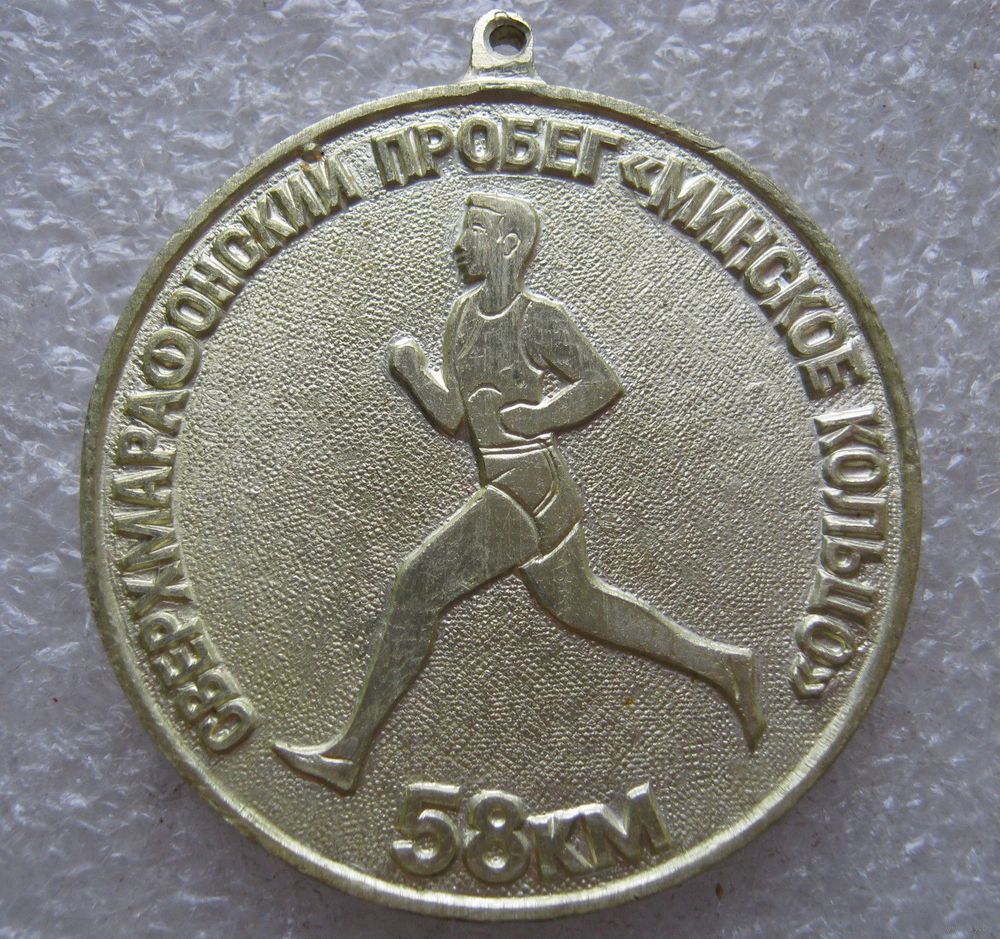 СВЕРХМАРАФОНСКИЙ ПРОБЕГ «МИНСКОЕ КОЛЬЦО»
58КМ